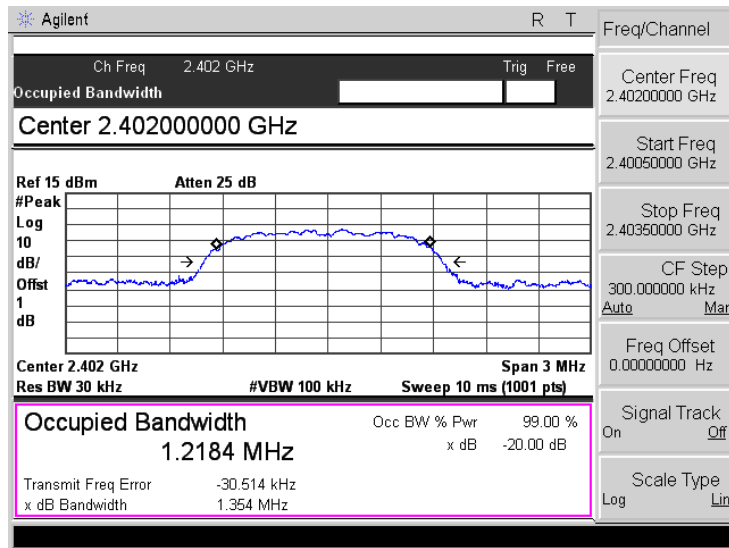 Agilent R T
Ch Freq 2.402 GHz Trig Free
Occupied Bandwidth
Center 2.402000000 GHz
Ref 15 dBm Atten 25 dB
#Peak
Log
10
dB/
Offst
1
dB
Center 2.402 GHz Span 3 MHz
Res BW 30 kHz #VBW 100 kHz Sweep 10 ms (1001 pts)
Occupied Bandwidth Occ BW % Pwr 99.00 %
1.2184 MHz x dB -20.00 dB
Transmit Freq Error -30.514 kHz
x dB Bandwidth 1.354 MHz
Freq/Channel
Center Freq
2.40200000 GHz
Start Freq
2.40050000 GHz
Stop Freq
2.40350000 GHz
CF Step
300.000000 kHz
Auto Man
Freq Offset
0.00000000 Hz
Signal Track
On Off
Scale Type
Log Lin